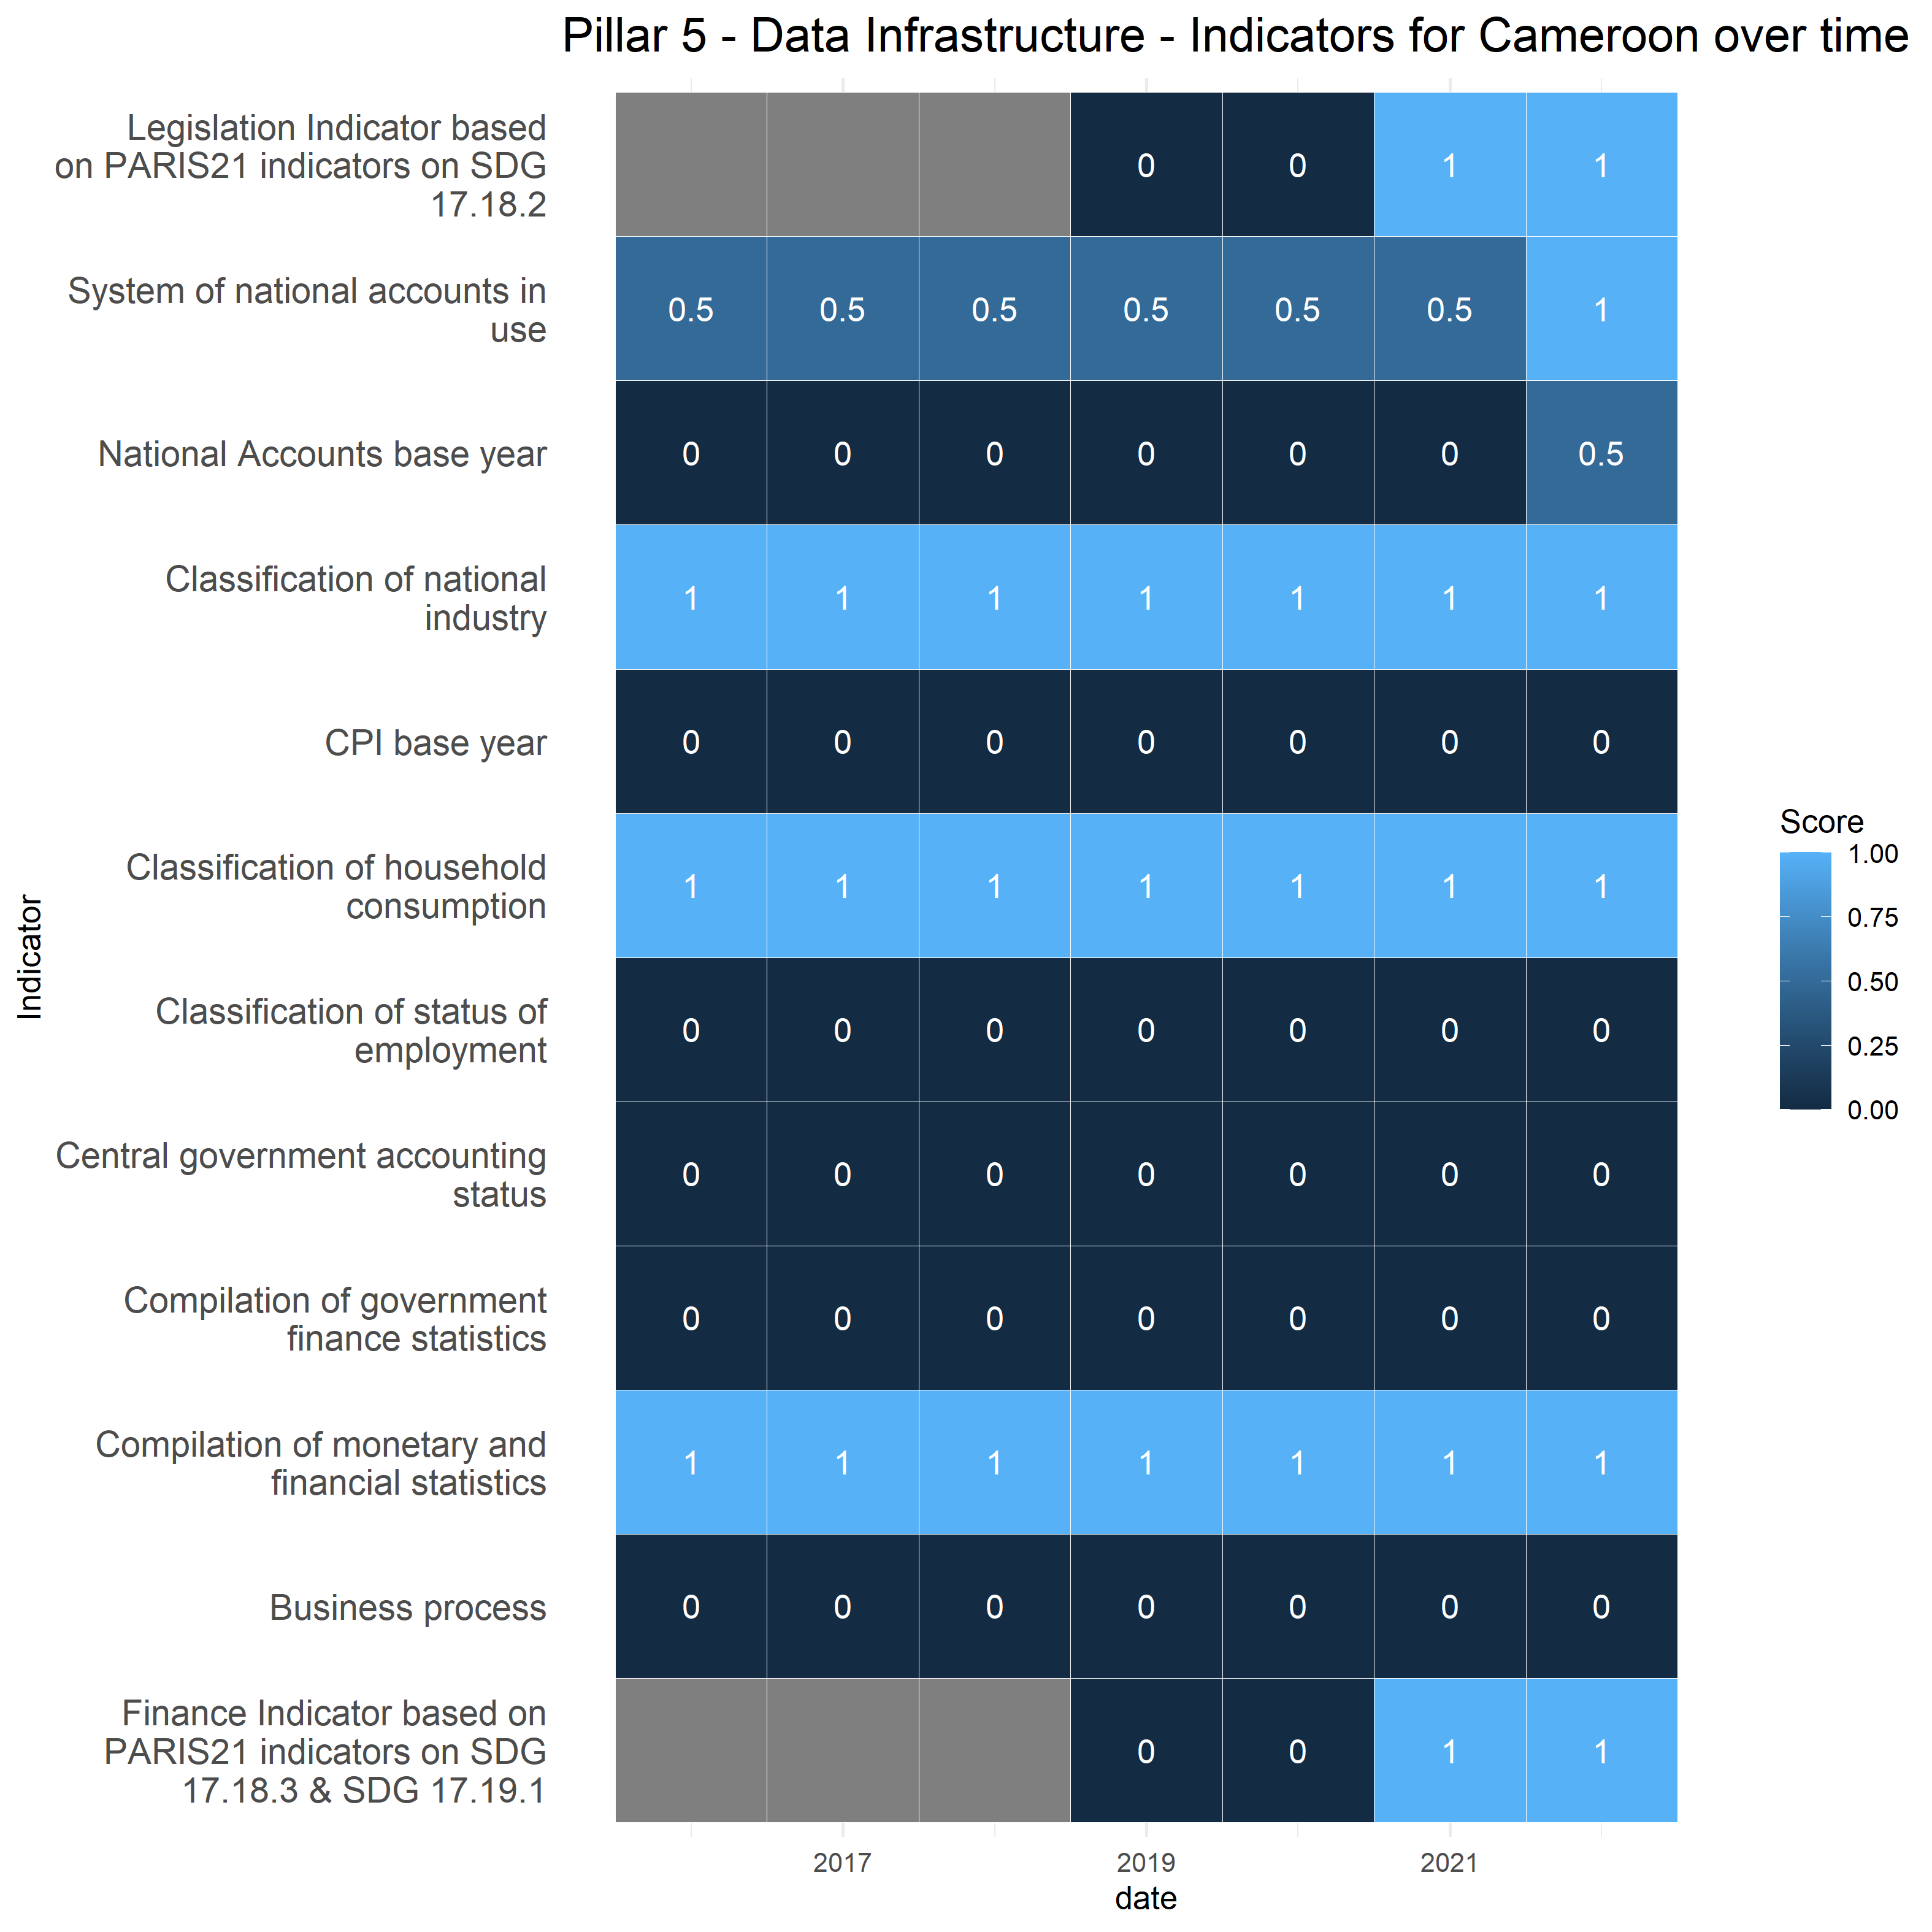 Pillar 5 - Data Infrastructure - Indicators for Cameroon over time
Legislation Indicator based
on PARIS21 indicators on SDG
17.18.2
0 0 1 1
System of national accounts in
use
0.5 0.5 0.5 0.5 0.5 0.5 1
National Accounts base year
0 0 0 0 0 0 0.5
Classification of national
industry
1 1 1 1 1 1 1
CPI base year
0 0 0 0 0 0 0
Classification of household
consumption
1 1 1 1 1 1 1
Classification of status of
employment
0 0 0 0 0 0 0
Central government accounting
status
0 0 0 0 0 0 0
Compilation of government
finance statistics
0 0 0 0 0 0 0
Compilation of monetary and
financial statistics
1 1 1 1 1 1 1
Business process
0 0 0 0 0 0 0
Finance Indicator based on
PARIS21 indicators on SDG
17.18.3 & SDG 17.19.1
0 0 1 1
Indicator
2017 2019 2021
date
Score
1.00
0.75
0.50
0.25
0.00